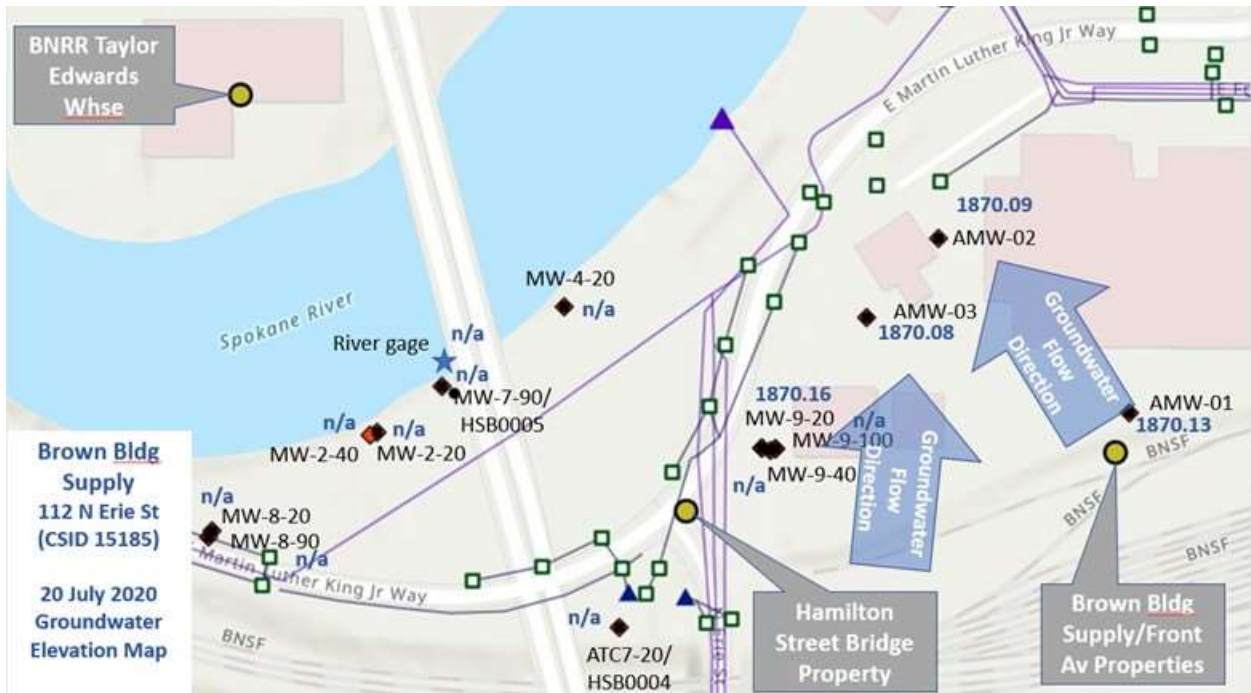 BNRR Taylor
Edwards
Whse
E Martin Luther King Jr Way
1870.09
AMW-02
MW-4-20
n/a
Spokane River
n/a
River gage
n/a
MW-7-90/
HSB0005
AMW-03
1870.08
Groundwater
Flow
Direction
AMW-01
1870.13
BNSF
1870.16
MW-9-20
n/a
MW-9-100
MW-9-40
n/a
n/a
n/a
MW-2-40
MW-2-20
Groundwater
Flow
Direction
Brown Bldg
Supply
112 N Erie St
(CSID 15185)
20 July 2020
Groundwater
Elevation Map
n/a
MW-8-20
MW-8-90
n/a
Martin Luther King Jr Way
BNSF
BNSF
BNSF
n/a
ATC7-20/
HSB0004
Hamilton
Street Bridge
Property
Brown Bldg
Supply/Front
Av Properties